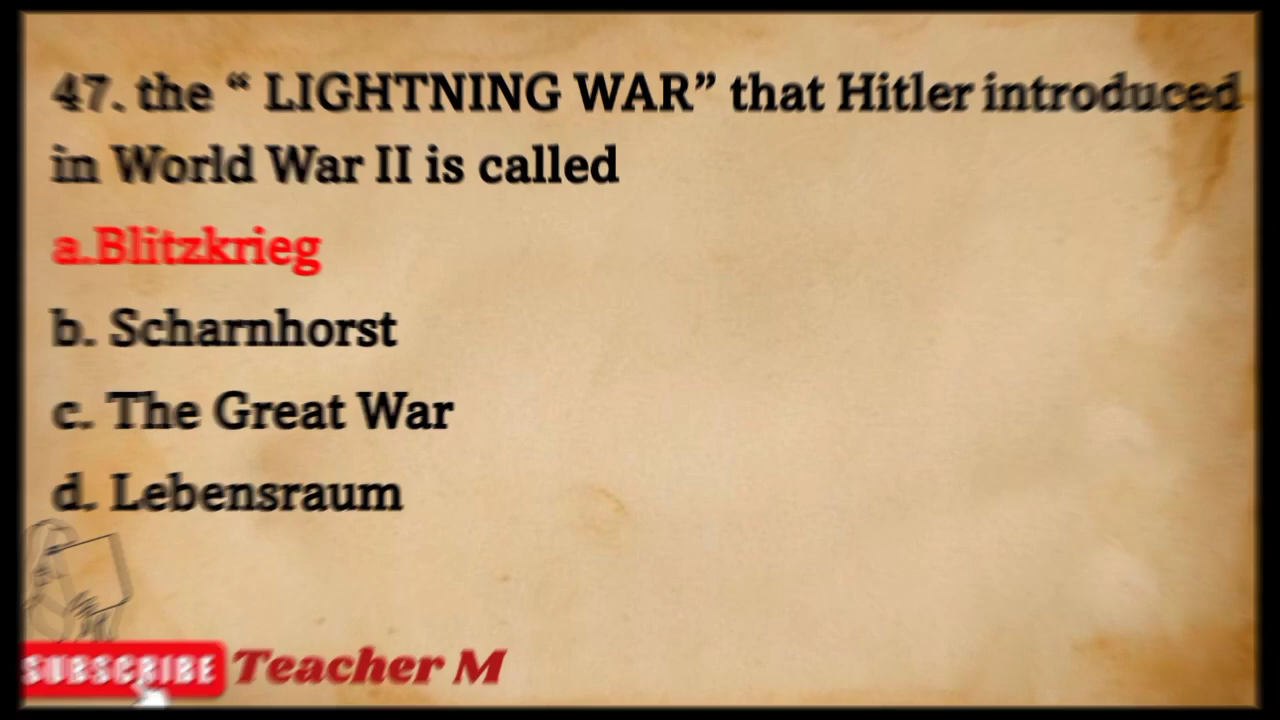 47. the “ LIGHTNING WAR” that Hitler introduced
in World War II is called
a.Blitzkrieg
b. Scharnhorst
c. The Great War
d. Lebensraum
SUBSCRIBE Teacher M